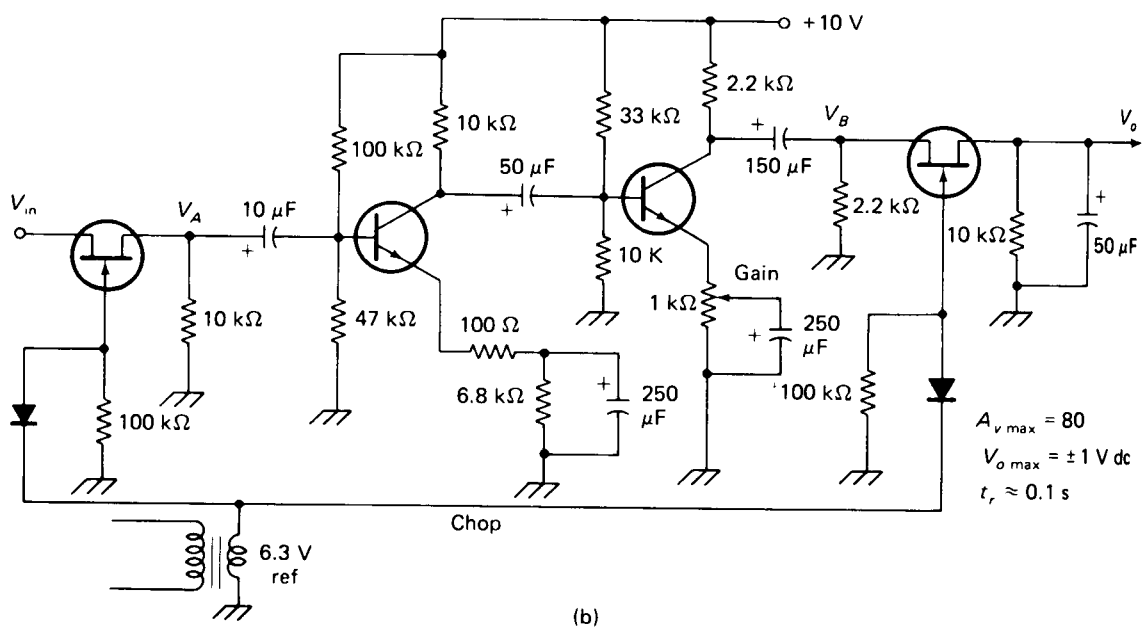 +10 V
2.2 kΩ
10 kΩ
33 kΩ
100 kΩ
V_B
V_o
50 μF
+
+
150 μF
V_in
V_A
10 μF
+
2.2 kΩ
10 kΩ
+
50 μF
10 K
Gain
1 kΩ
10 kΩ
47 kΩ
100 Ω
+
250
μF
6.8 kΩ
+
250
μF
100 kΩ
100 kΩ
A_v max = 80
V_o max = ±1 V dc
t_r ≈ 0.1 s
Chop
6.3 V
ref
(b)